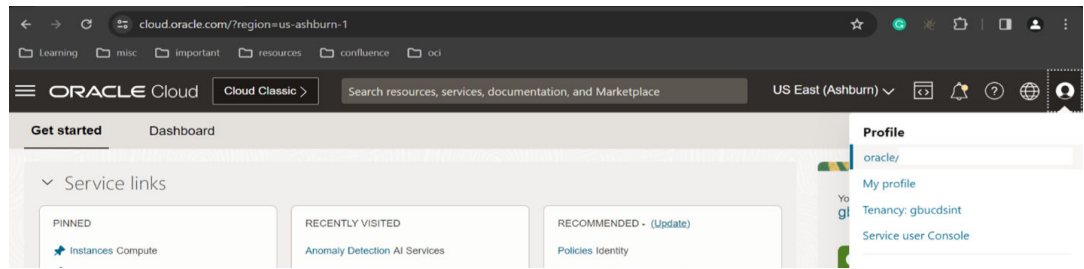 cloud.oracle.com/?region=us-ashburn-1
Learning misc important resources confluence oci
ORACLE Cloud Cloud Classic > Search resources, services, documentation, and Marketplace US East (Ashburn)
Get started Dashboard
Profile
oracle/
My profile
Tenancy: gbucdsint
Service user Console
Service links
PINNED
Instances Compute
RECENTLY VISITED
Anomaly Detection AI Services
RECOMMENDED - (Update)
Policies Identity
Yo
gl